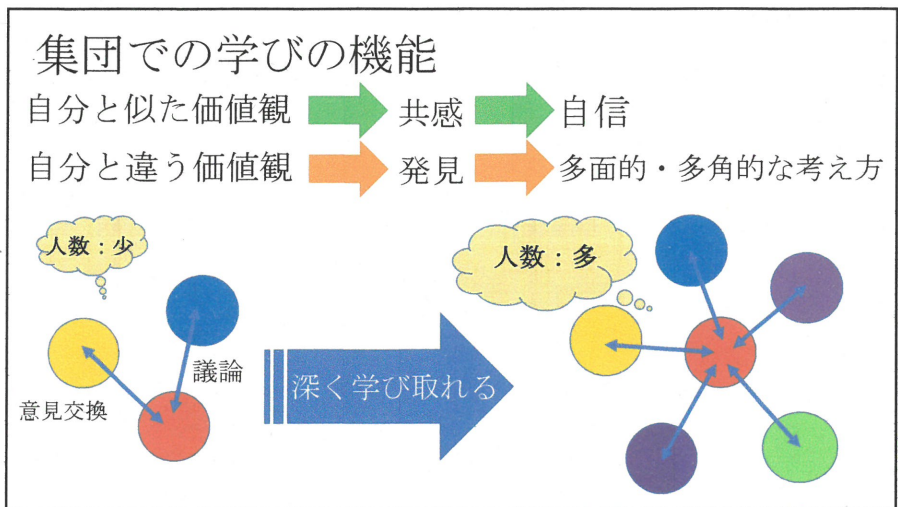 集団での学びの機能
自分と似た価値観 共感 自信
自分と違う価値観 発見 多面的・多角的な考え方
人数：少
人数：多
議論
意見交換
深く学び取れる